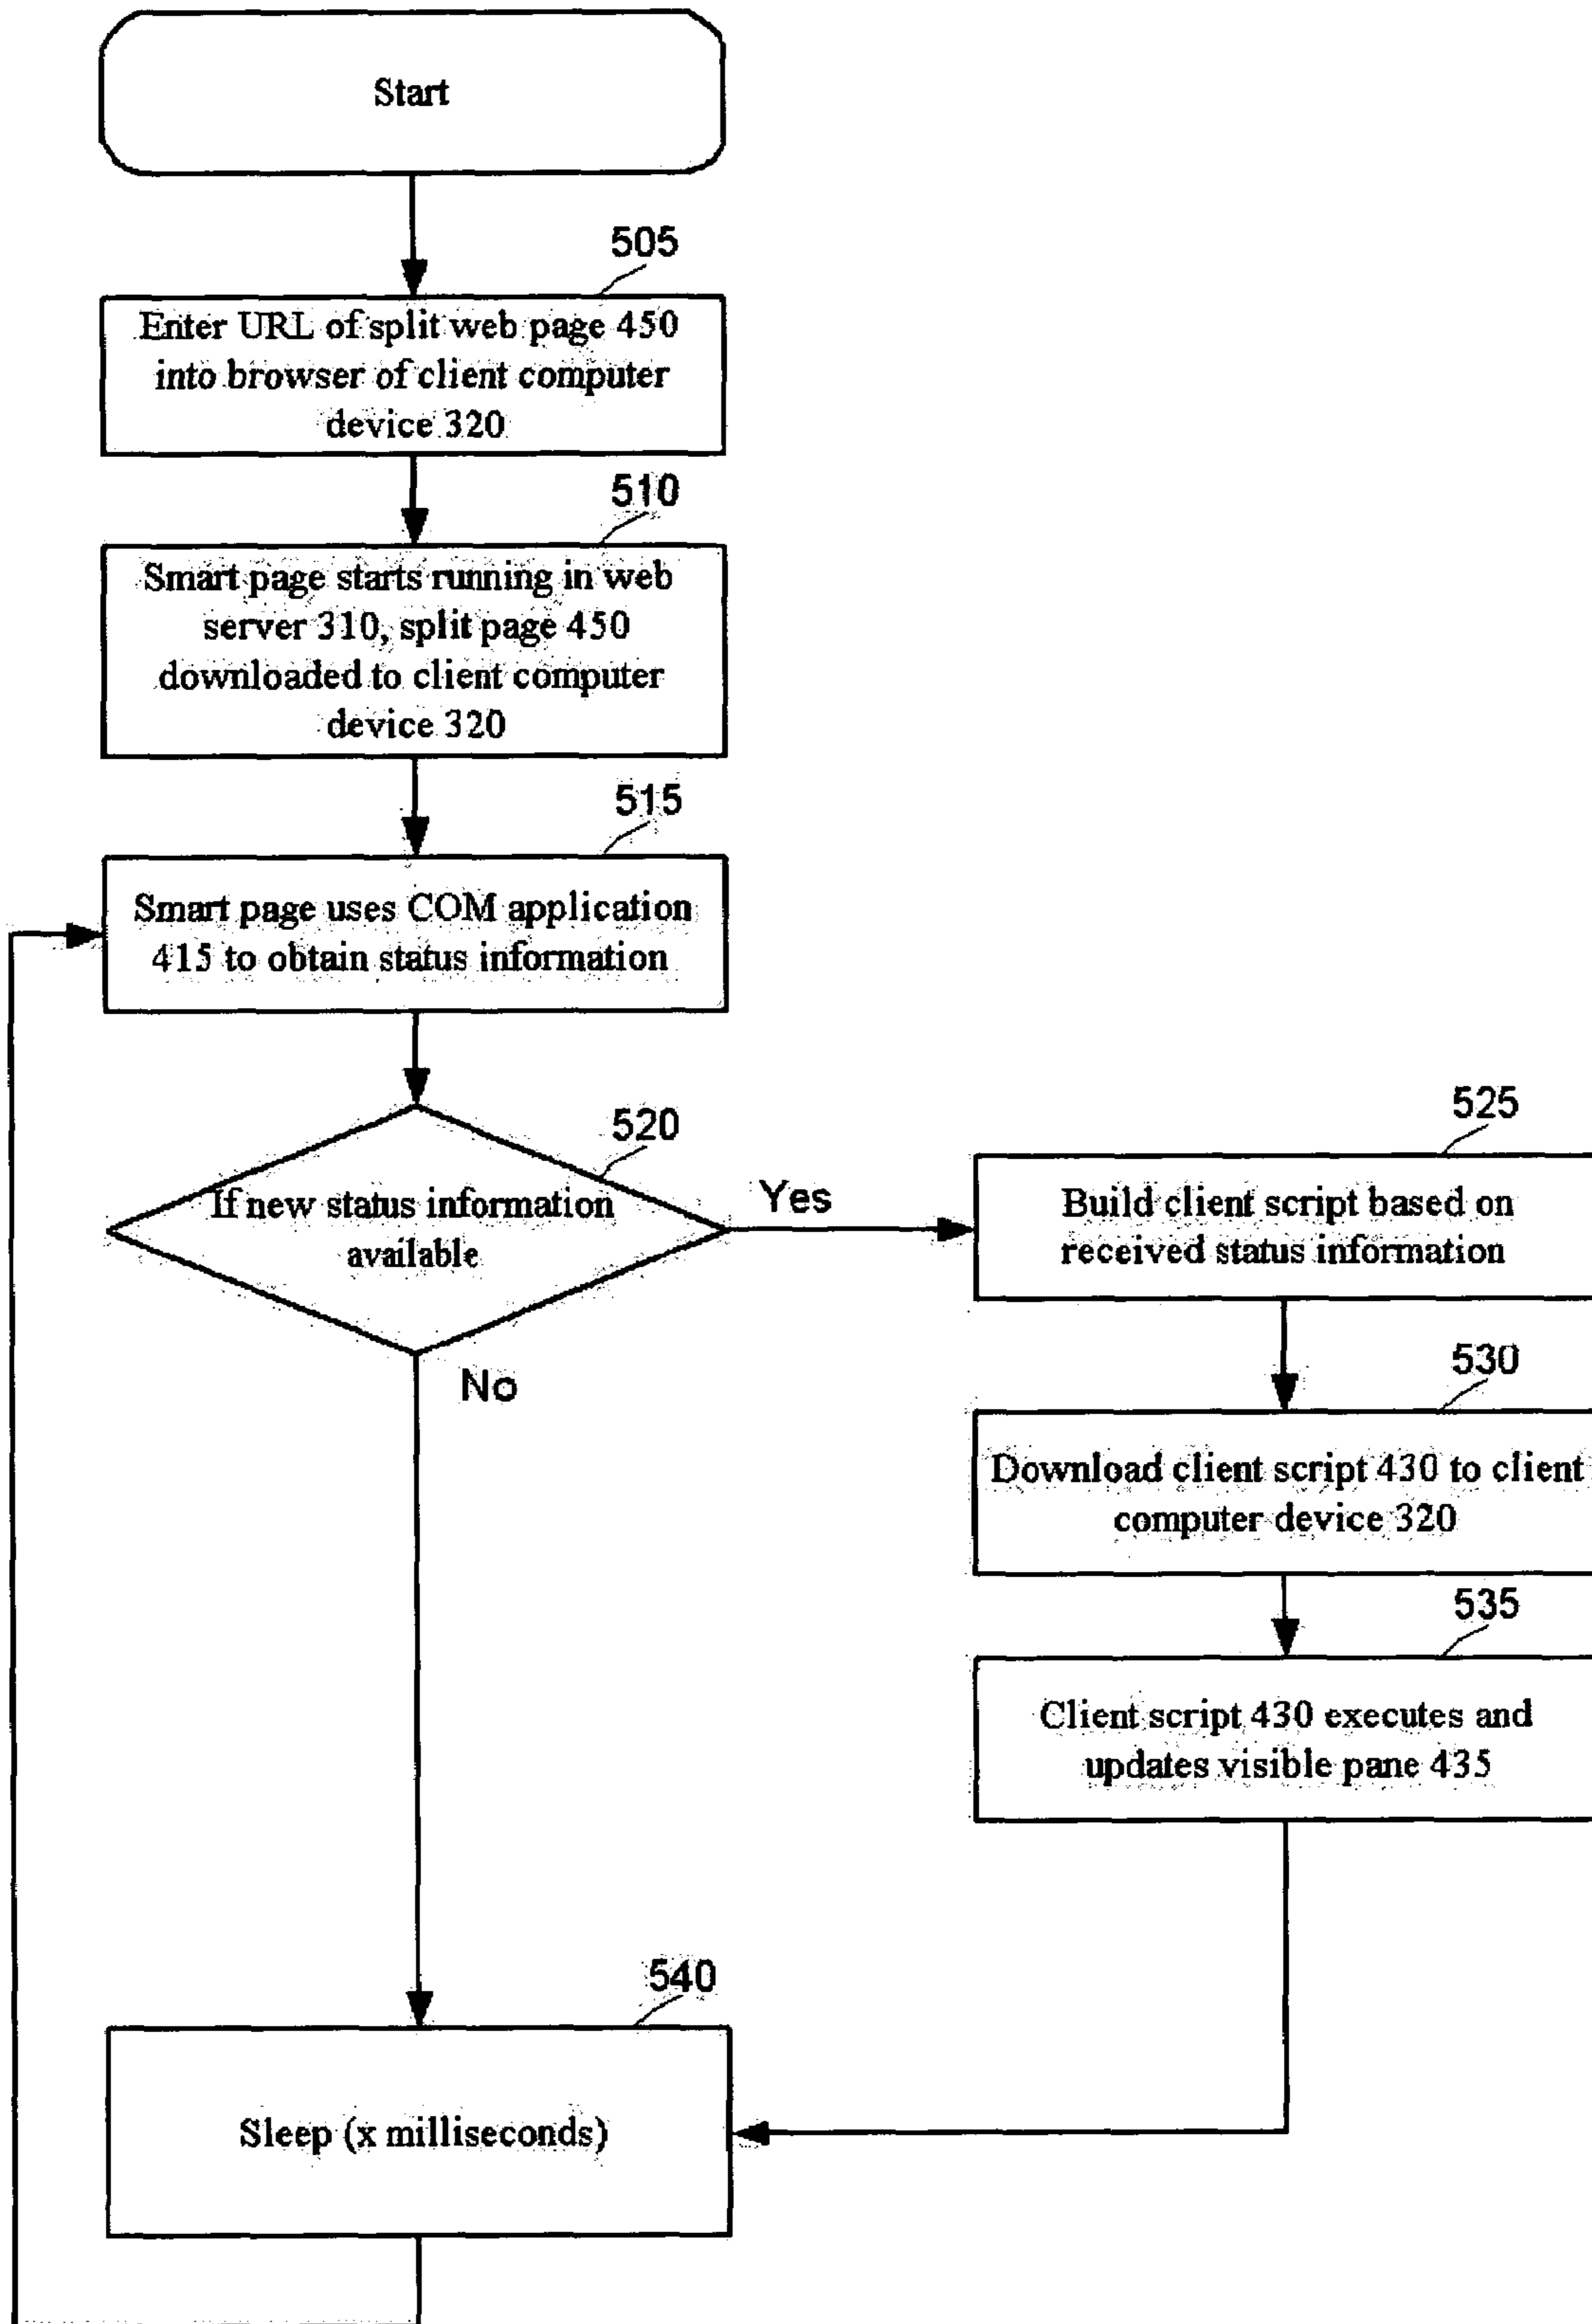 Start
505
Enter URL of split web page 450
into browser of client computer
device 320
510
Smart page starts running in web
server 310, split page 450
downloaded to client computer
device 320
515
Smart page uses COM application
415 to obtain status information
520
If new status information
available
Yes
No
525
Build client script based on
received status information
530
Download client script 430 to client
computer device 320
535
Client script 430 executes and
updates visible pane 435
540
Sleep (x milliseconds)